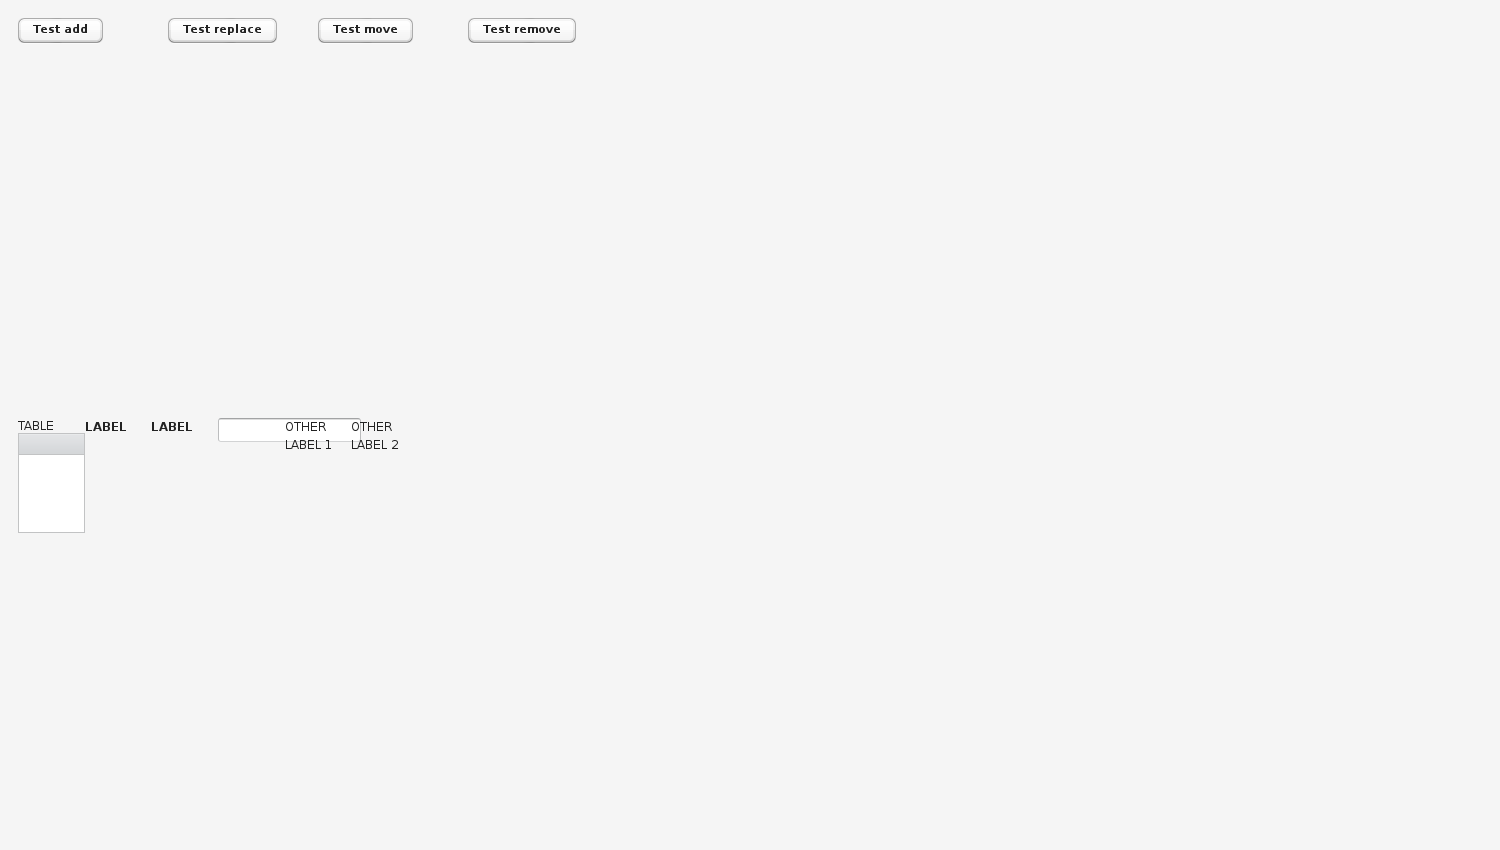 Test add
Test replace
Test move
Test remove
TABLE
LABEL
LABEL
OTHER
LABEL 1
OTHER
LABEL 2